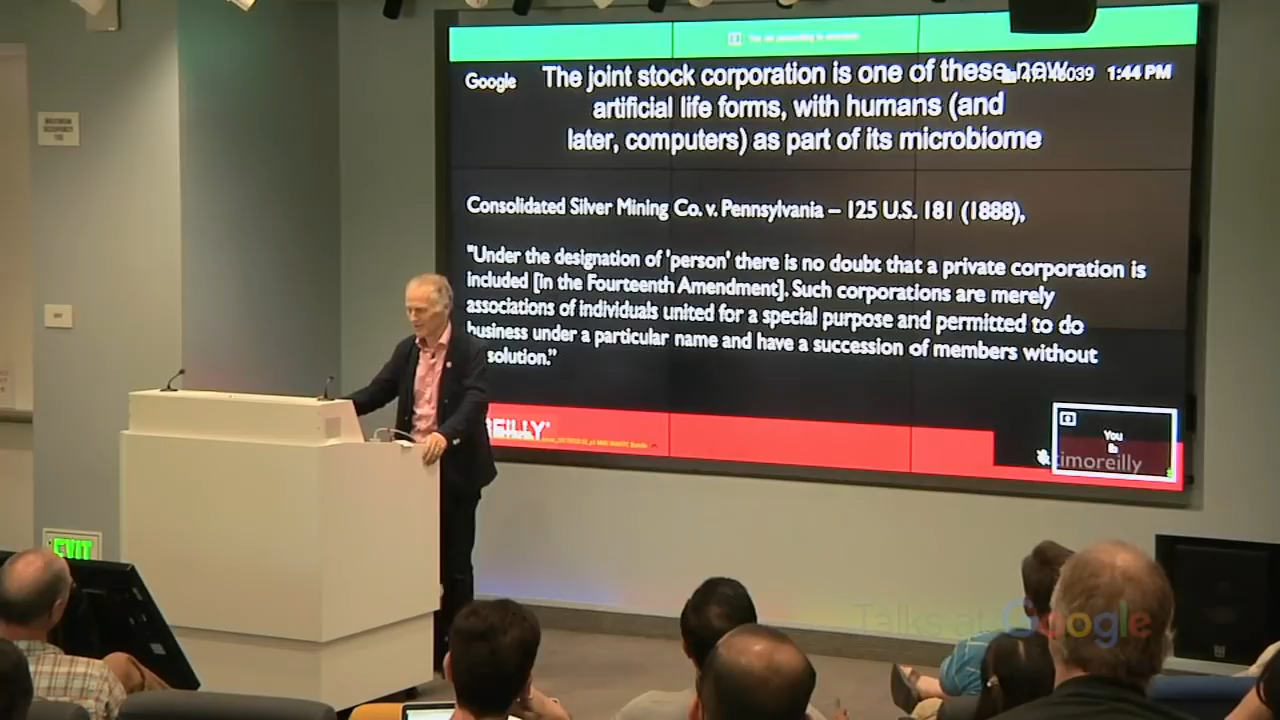 Google
The joint stock corporation is one of these new
1:44 PM
artificial life forms, with humans (and
later, computers) as part of its microbiome
Consolidated Silver Mining Co. v. Pennsylvania – 125 U.S. 181 (1888),
"Under the designation of 'person' there is no doubt that a private corporation is
included [in the Fourteenth Amendment]. Such corporations are merely
associations of individuals united for a special purpose and permitted to do
business under a particular name and have a succession of members without
solution."
EILLY
You
timoreilly
EXIT
Talks at Google